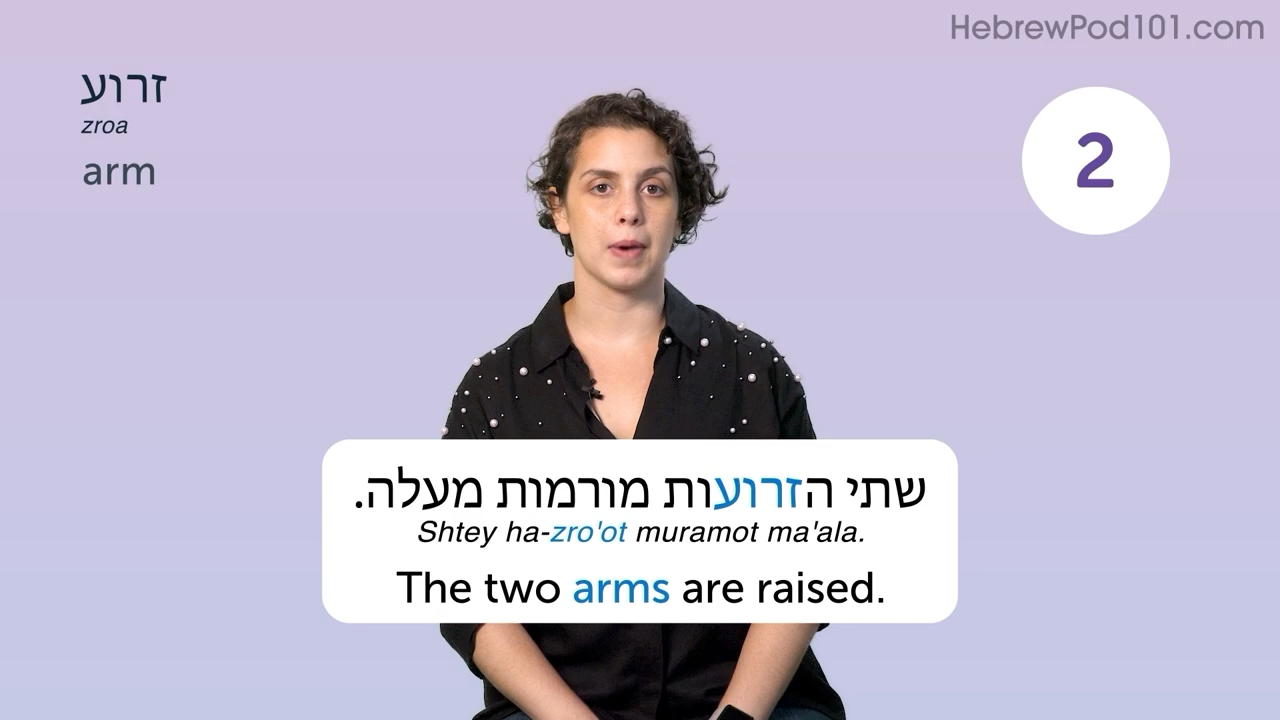 HebrewPod101.com
זרוע
zroa
arm
2
שתי הזרועות מורמות מעלה.
Shtey ha-zro'ot muramot ma'ala.
The two arms are raised.